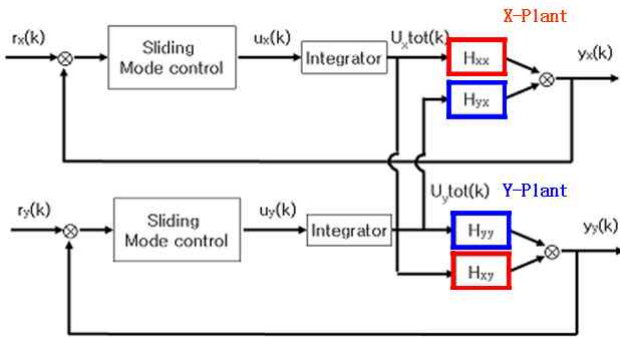 X-Plant
rx(k)
Sliding
Mode control
ux(k)
Integrator
Uxtot(k)
Hxx
yx(k)
Hyx
Uytot(k)
Y-Plant
ry(k)
Sliding
Mode control
uy(k)
Integrator
Hyy
yy(k)
Hxy